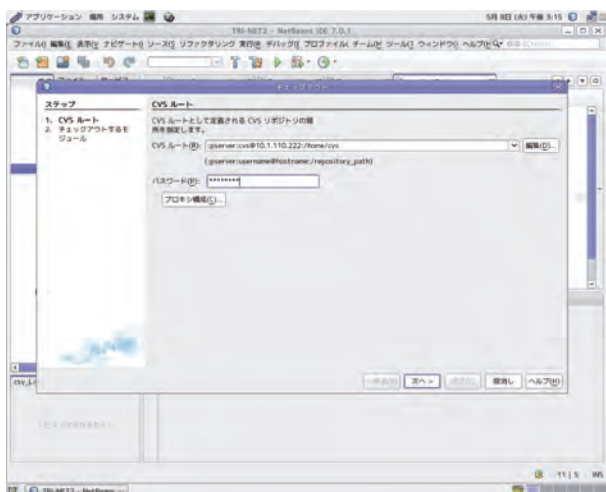 アプリケーション 場所 システム
5月 8日 (火) 午後 3:15
TRI-NET2 - NetBeans IDE 7.0.1
ファイル(F) 編集(E) 表示(V) ナビゲート(N) ソース(S) リファクタリング 実行(R) デバッグ(D) プロファイル( チーム(M) ツール(A) ウィンドウ(I) ヘルプ(E)
チェックアウト
ステップ
1. CVS ルート
2. チェックアウトするモジュール
CVS ルート
CVS ルートとして定義される CVS リポジトリの場
所を指定します。
CVS ルート(R): :pserver:cvs@10.1.110.222:/home/cvs 編集(D)...
(:pserver:username@hostname:/repository_path)
パスワード(P): ********
プロキシ構成(C)...
次へ > 取消し ヘルプ(H)
11 | 5
TRI-NET2 - NetBeans